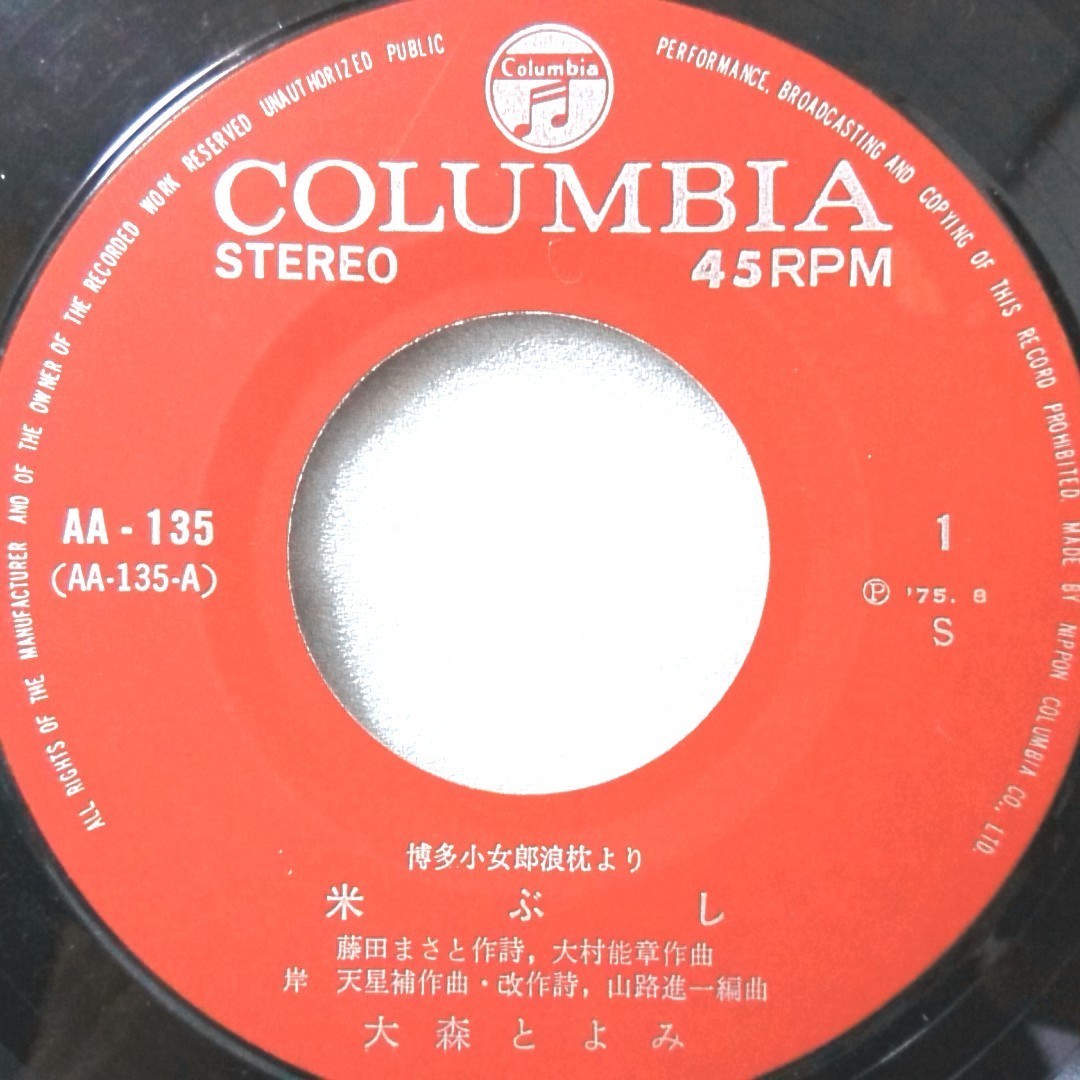 ALL RIGHTS OF THE MANUFACTURER AND OF THE OWNER OF THE RECORDED WORK RESERVED UNAUTHORIZED PUBLIC PERFORMANCE, BROADCASTING AND COPYING OF THIS RECORD PROHIBITED. MADE BY NIPPON COLUMBIA CO., LTD.
Columbia
COLUMBIA
STEREO 45RPM
AA-135 1
(AA-135-A) Ⓟ '75. 8
S
博多小女郎浪枕より
米ぶし
藤田まさと作詩，大村能章作曲
岸　天星補作曲・改作詩，山路進一編曲
大森とよみ